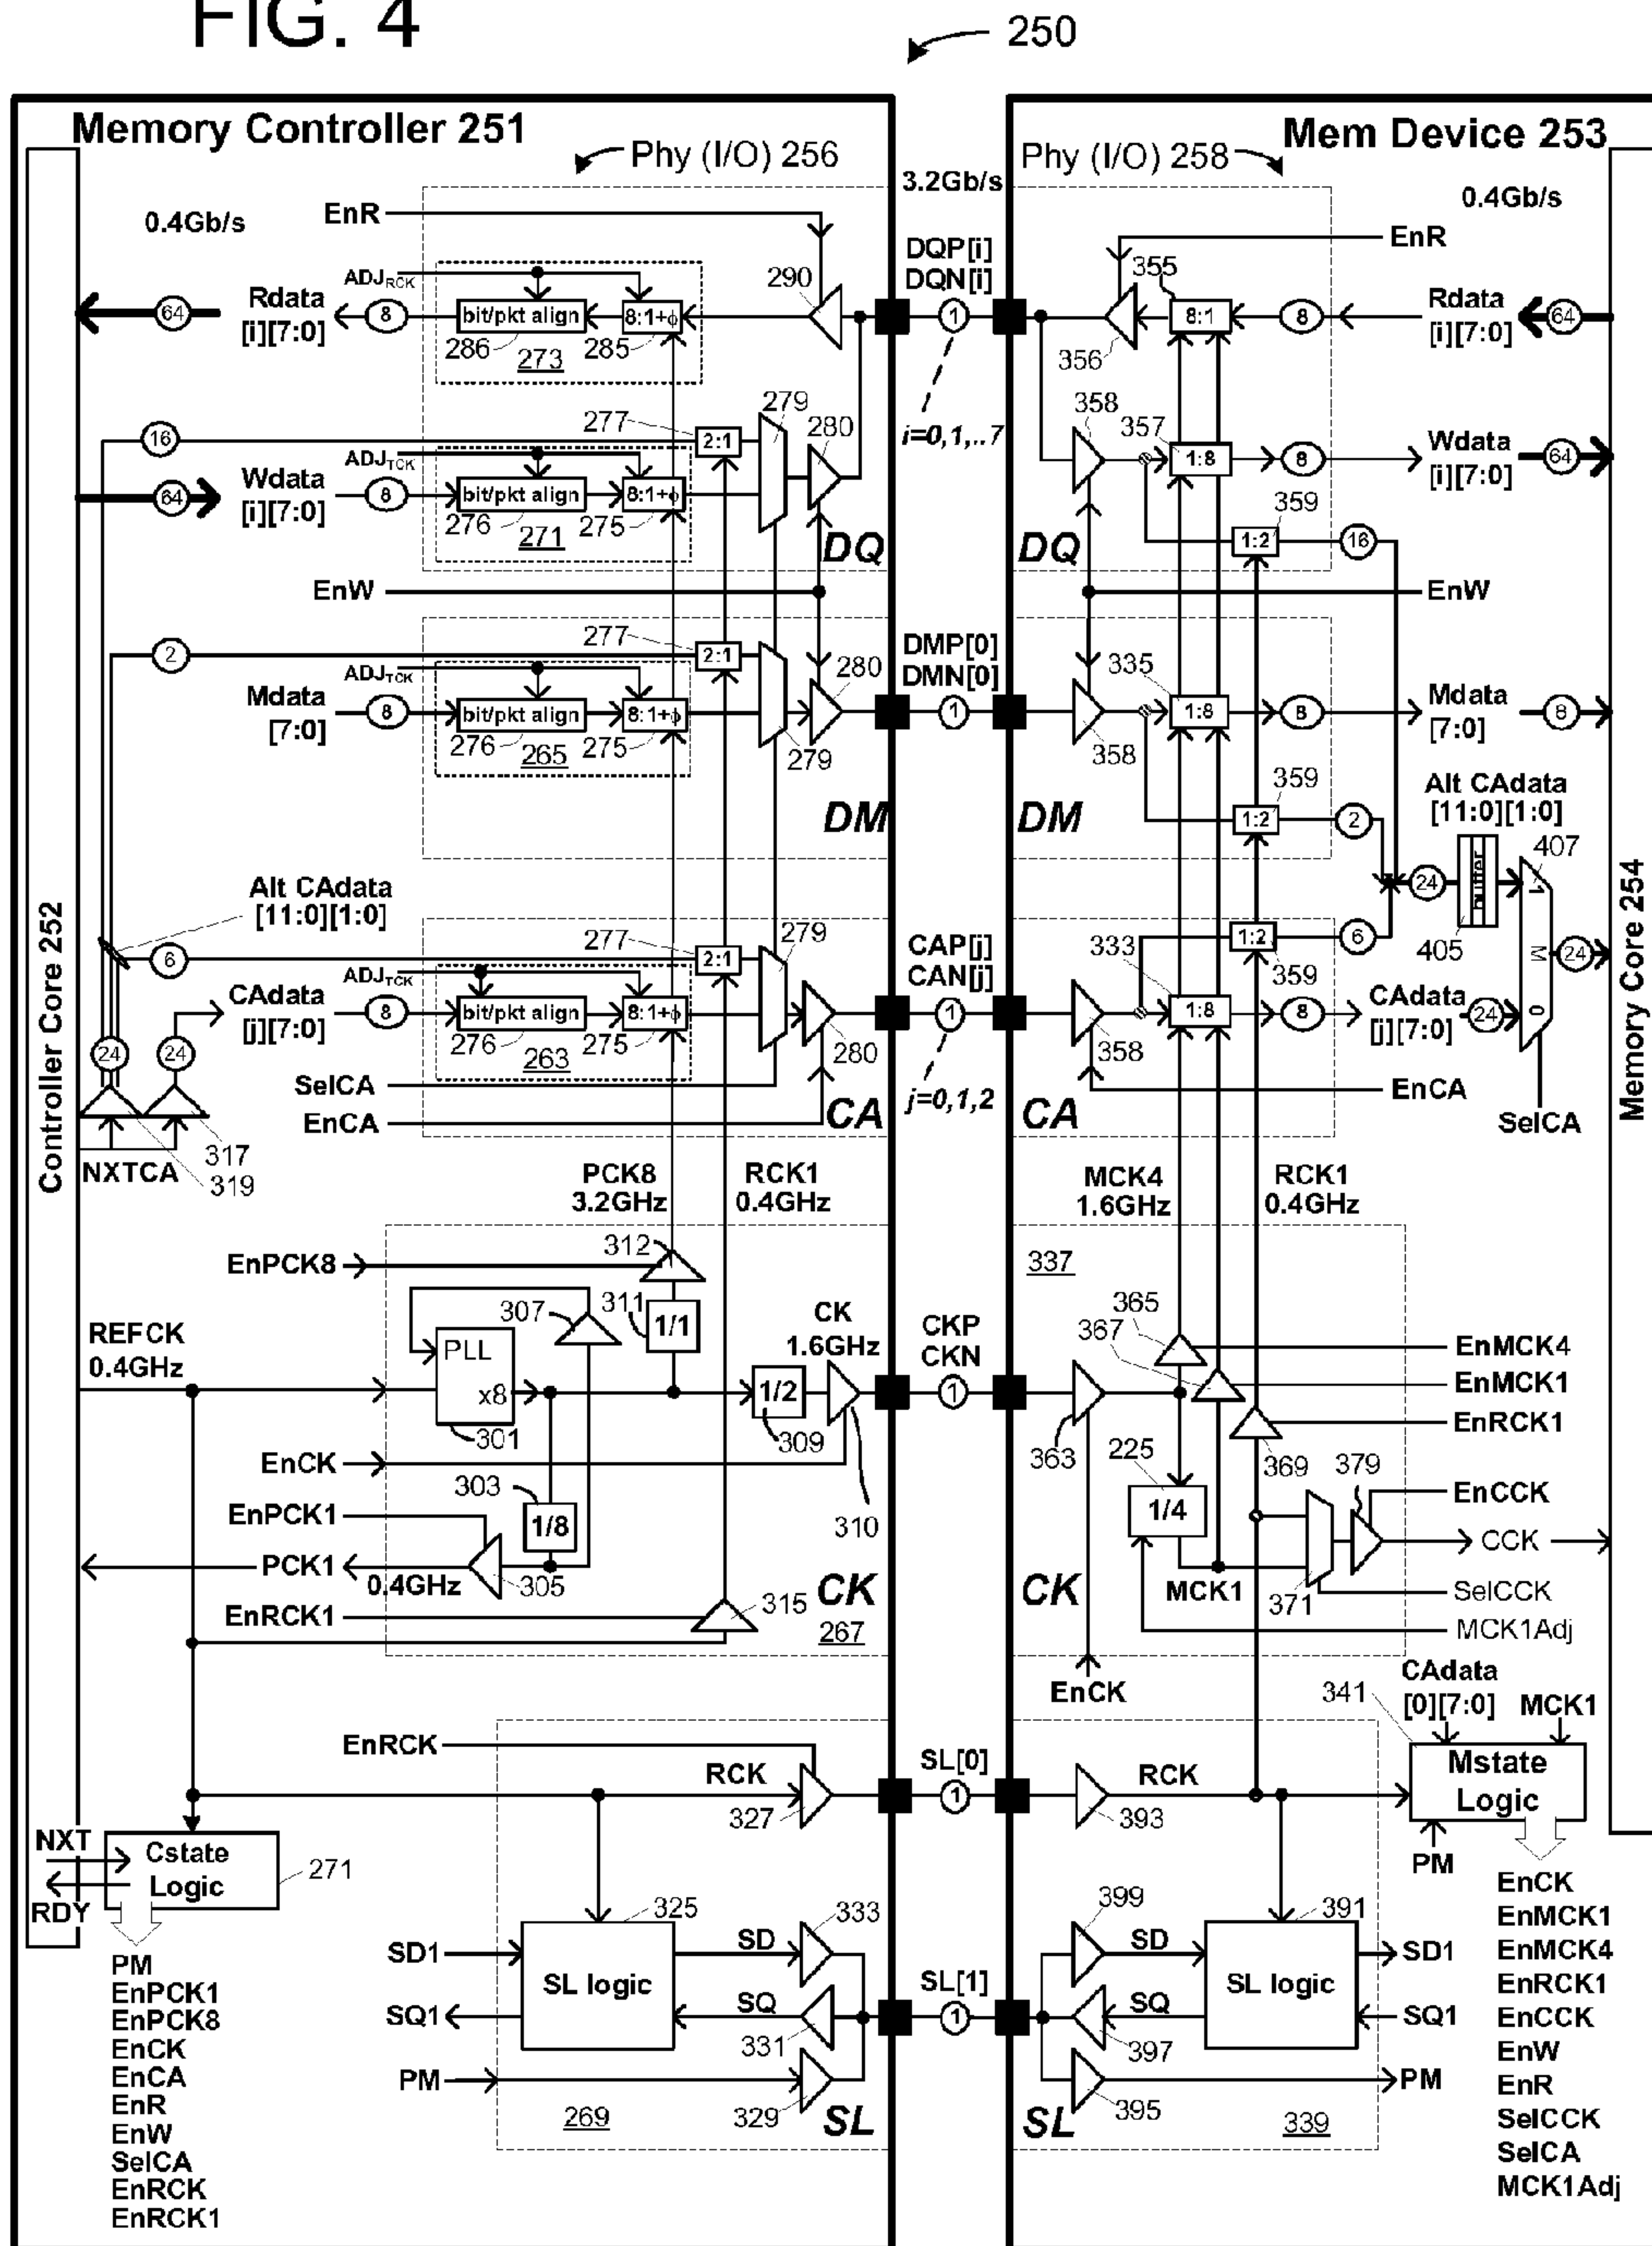 FIG. 4
250
Memory Controller 251
Phy (I/O) 256
0.4Gb/s
EnR
290
ADJRCK
Rdata
[i][7:0]
64
8
bit/pkt align
8:1+ϕ
286
273
285
16
277
2:1
279
280
ADJTCK
Wdata
[i][7:0]
64
8
bit/pkt align
8:1+ϕ
276
271
275
DQ
EnW
2
277
2:1
280
ADJTCK
Mdata
[7:0]
8
bit/pkt align
8:1+ϕ
276
265
275
279
DM
Alt CAdata
[11:0][1:0]
6
277
2:1
279
ADJTCK
CAdata
[j][7:0]
8
bit/pkt align
8:1+ϕ
276
263
275
280
24
24
SelCA
EnCA
CA
Controller Core 252
NXTCA
317
319
PCK8
3.2GHz
RCK1
0.4GHz
EnPCK8
312
307
311
1/1
REFCK
0.4GHz
PLL
x8
301
CK
1.6GHz
1/2
309
310
EnCK
303
1/8
EnPCK1
PCK1
0.4GHz
305
EnRCK1
315
CK
267
EnRCK
RCK
327
NXT
RDY
Cstate
Logic
271
325
333
SD1
SD
SL logic
SQ1
SQ
331
PM
329
269
SL
PM
EnPCK1
EnPCK8
EnCK
EnCA
EnR
EnW
SelCA
EnRCK
EnRCK1
3.2Gb/s
DQP[i]
DQN[i]
1
i=0,1,..7
DMP[0]
DMN[0]
1
CAP[j]
CAN[j]
1
j=0,1,2
CKP
CKN
1
SL[0]
1
SL[1]
1
Mem Device 253
Phy (I/O) 258
0.4Gb/s
EnR
355
8:1
8
Rdata
[i][7:0]
64
356
358
357
1:8
8
Wdata
[i][7:0]
64
359
1:2
16
DQ
EnW
335
1:8
8
Mdata
[7:0]
8
358
359
1:2
2
DM
Alt CAdata
[11:0][1:0]
407
24
buffer
405
1
M
0
24
Memory Core 254
333
1:2
6
359
1:8
8
CAdata
[j][7:0]
24
358
EnCA
SelCA
CA
MCK4
1.6GHz
RCK1
0.4GHz
337
365
367
EnMCK4
EnMCK1
EnRCK1
363
225
1/4
369
379
EnCCK
CCK
MCK1
371
SelCCK
MCK1Adj
CK
EnCK
341
CAdata
[0][7:0]
MCK1
Mstate
Logic
RCK
393
PM
399
391
SD
SD1
SL logic
SQ
SQ1
397
PM
395
SL
339
EnCK
EnMCK1
EnMCK4
EnRCK1
EnCCK
EnW
EnR
SelCCK
SelCA
MCK1Adj